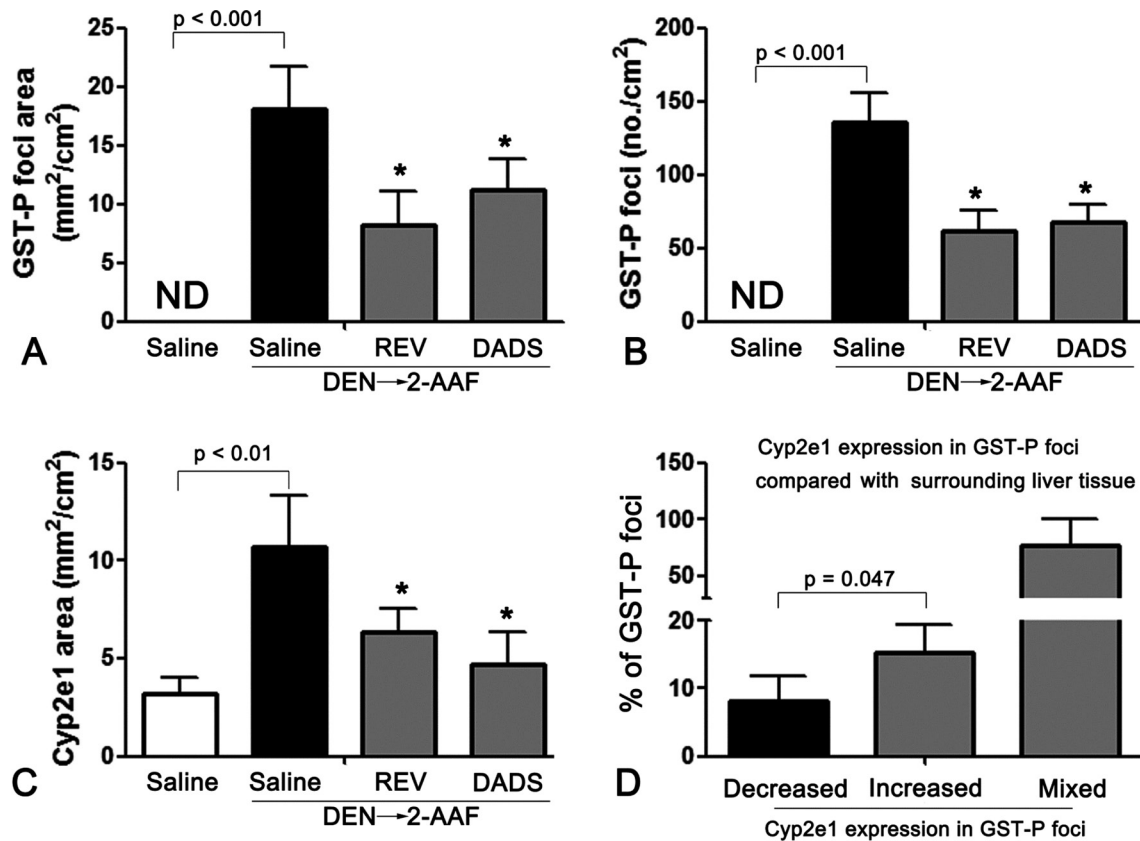 GST-P foci area
(mm²/cm²)
25
20
15
10
5
0
p < 0.001
*
*
ND
Saline
Saline
REV
DADS
DEN→2-AAF
A
GST-P foci (no./cm²)
200
150
100
50
0
p < 0.001
*
*
ND
Saline
Saline
REV
DADS
DEN→2-AAF
B
Cyp2e1 area (mm²/cm²)
15
10
5
0
p < 0.01
*
*
Saline
Saline
REV
DADS
DEN→2-AAF
C
Cyp2e1 expression in GST-P foci
compared with surrounding liver tissue
% of GST-P foci
150
100
50
20
10
0
p = 0.047
Decreased
Increased
Mixed
Cyp2e1 expression in GST-P foci
D